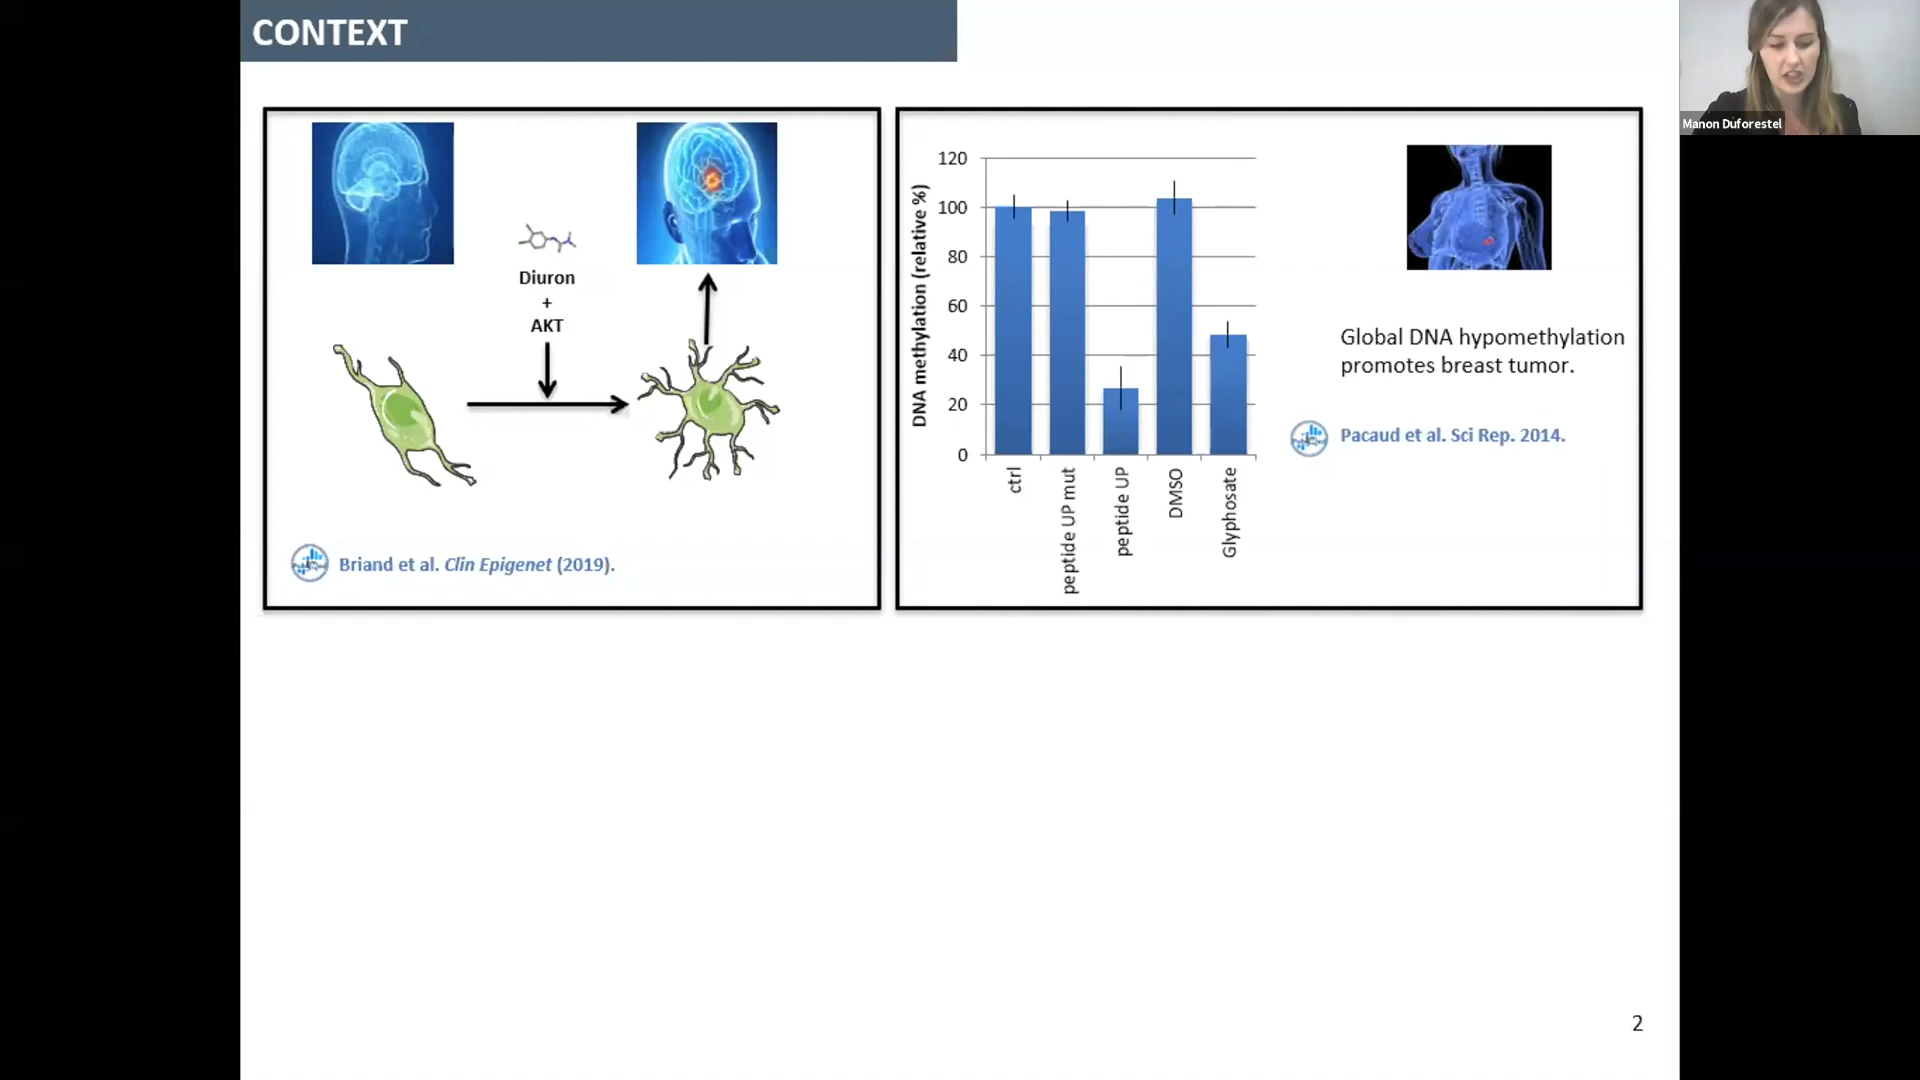 CONTEXT
Manon Duforestel
Diuron
+
AKT
Briand et al. Clin Epigenet (2019).
DNA methylation (relative %)
120
100
80
60
40
20
0
ctrl
peptide UP mut
peptide UP
DMSO
Glyphosate
Global DNA hypomethylation
promotes breast tumor.
Pacaud et al. Sci Rep. 2014.
2